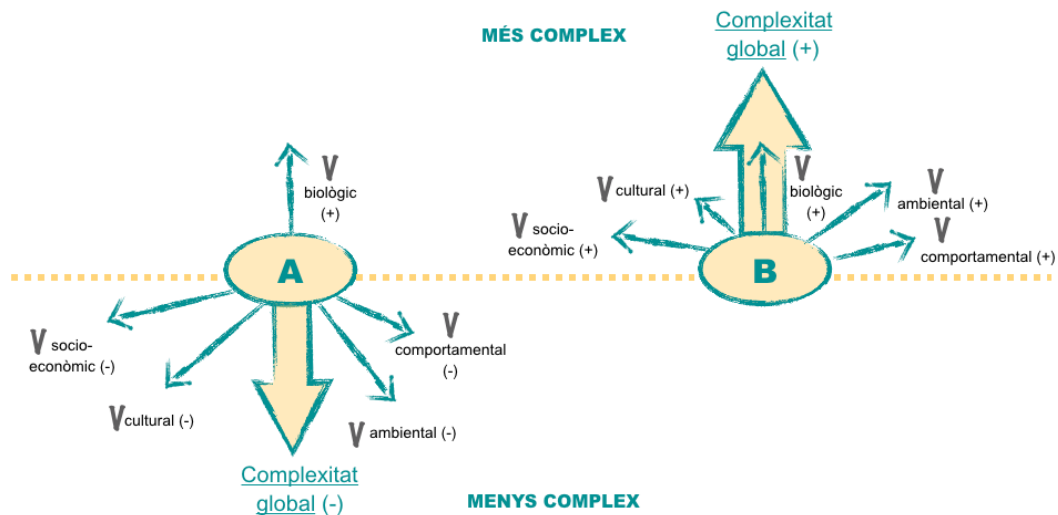 MÉS COMPLEX
Complexitat
global (+)
V
biològic
(+)
A
V socio-
econòmic (-)
V cultural (-)
V
comportamental
(-)
V ambiental (-)
Complexitat
global (-)
V cultural (+)
V socio-
econòmic (+)
V
biològic
(+)
V
ambiental (+)
V
comportamental (+)
B
MENYS COMPLEX